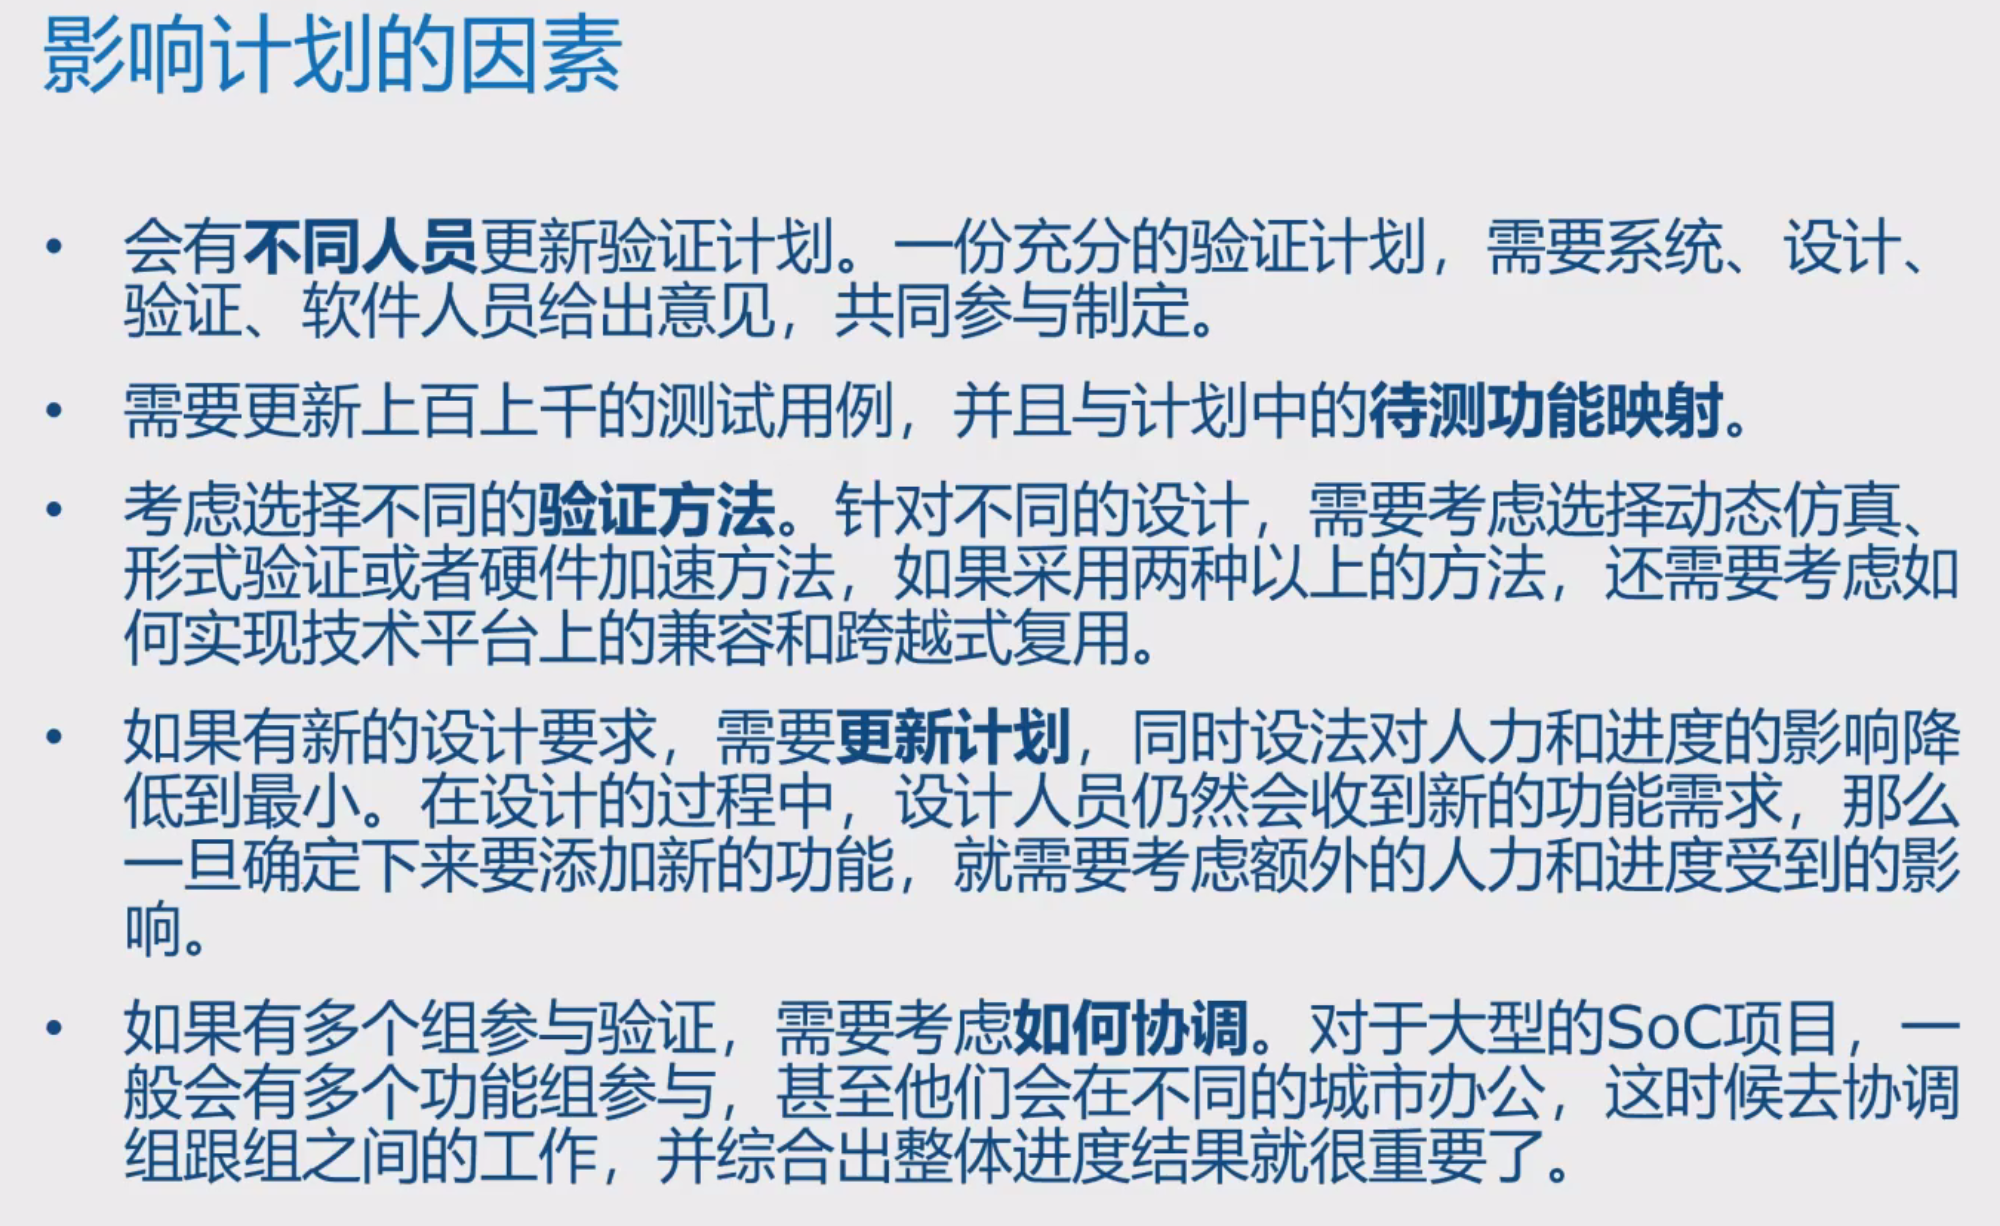 影响计划的因素
• 会有不同人员更新验证计划。一份充分的验证计划，需要系统、设计、
验证、软件人员给出意见，共同参与制定。
• 需要更新上百上千的测试用例，并且与计划中的待测功能映射。
• 考虑选择不同的验证方法。针对不同的设计，需要考虑选择动态仿真、
形式验证或者硬件加速方法，如果采用两种以上的方法，还需要考虑如
何实现技术平台上的兼容和跨越式复用。
• 如果有新的设计要求，需要更新计划，同时设法对人力和进度的影响降
低到最小。在设计的过程中，设计人员仍然会收到新的功能需求，那么
一旦确定下来要添加新的功能，就需要考虑额外的人力和进度受到的影
响。
• 如果有多个组参与验证，需要考虑如何协调。对于大型的SoC项目，一
般会有多个功能组参与，甚至他们会在不同的城市办公，这时候去协调
组跟组之间的工作，并综合出整体进度结果就很重要了。